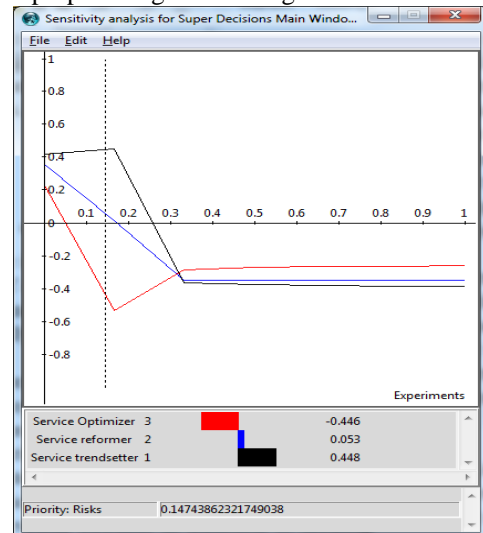 Sensitivity analysis for Super Decisions Main Windo...
File Edit Help
1
0.8
0.6
0.4
0.2
0.1 0.2 0.3 0.4 0.5 0.6 0.7 0.8 0.9 1
0
-0.2
-0.4
-0.6
-0.8
Experiments
Service Optimizer 3 -0.446
Service reformer 2 0.053
Service trendsetter 1 0.448
Priority: Risks 0.14743862321749038